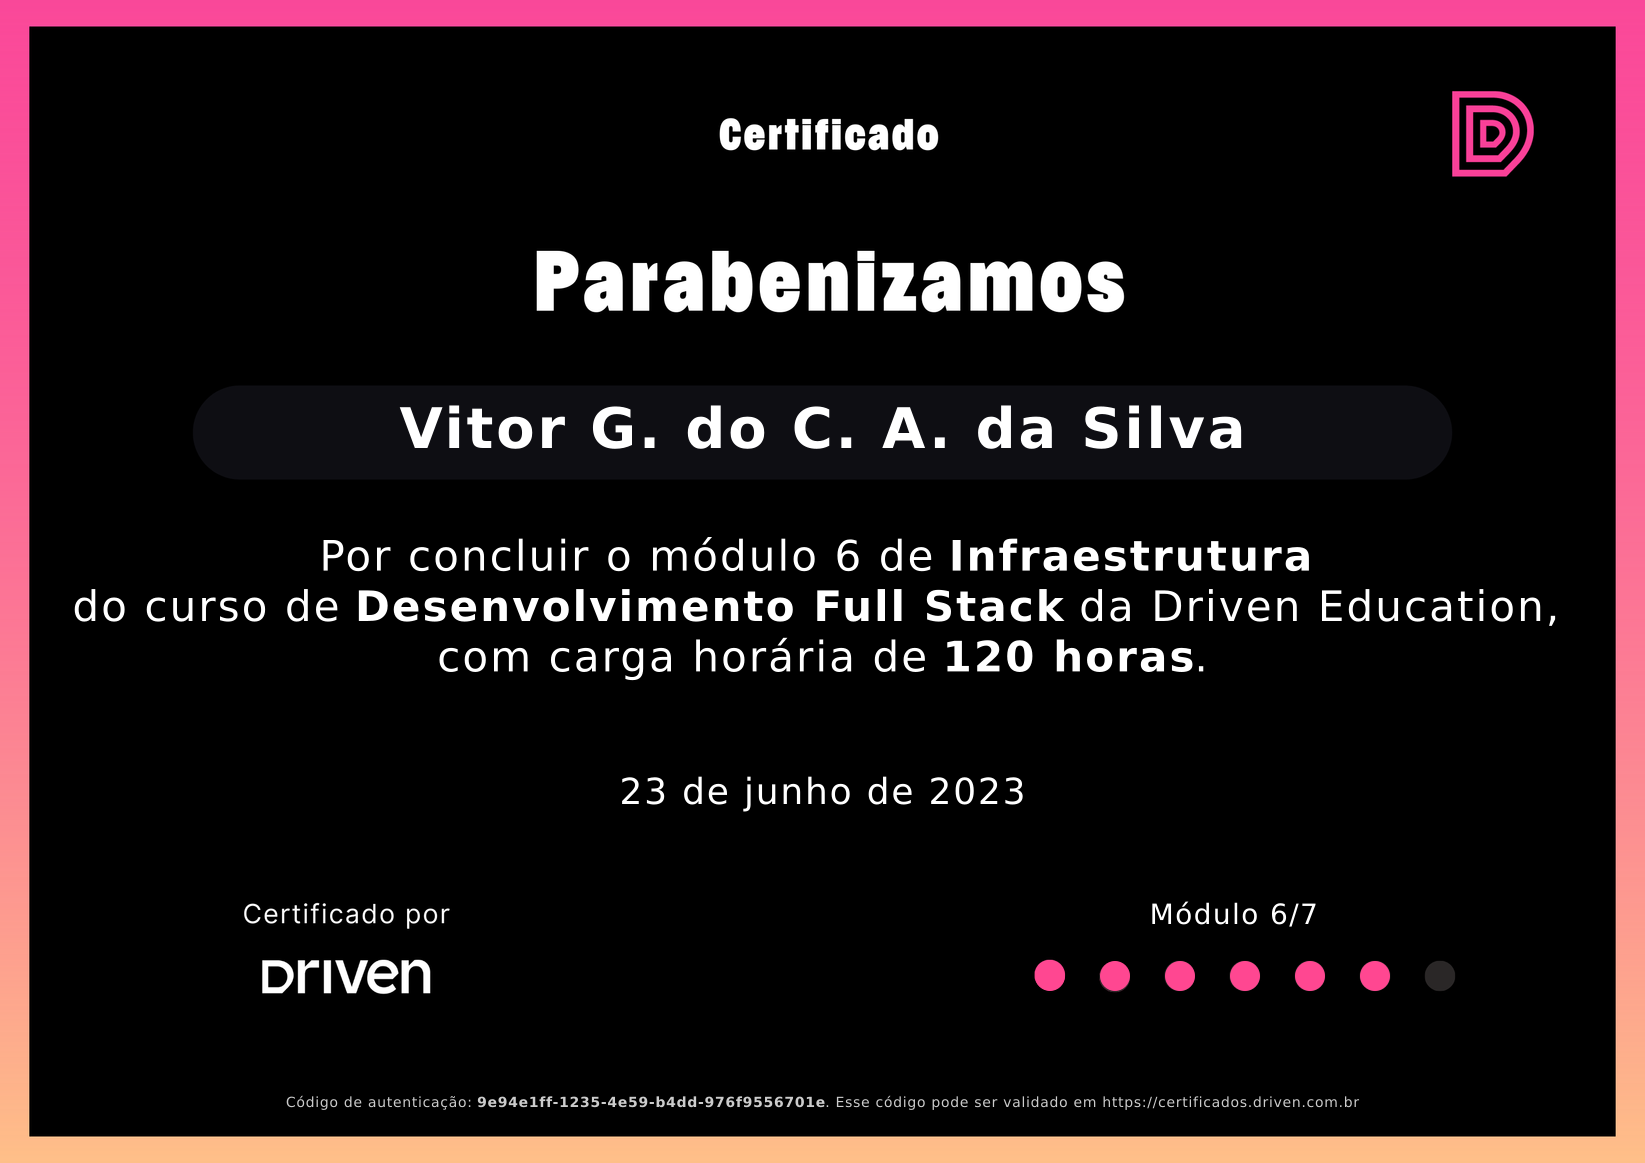 Certificado
Parabenizamos
Vitor G. do C. A. da Silva
Por concluir o módulo 6 de Infraestrutura
do curso de Desenvolvimento Full Stack da Driven Education,
com carga horária de 120 horas.
23 de junho de 2023
Certificado por
DRIVEN
Módulo 6/7
Código de autenticação: 9e94e1ff-1235-4e59-b4dd-976f9556701e. Esse código pode ser validado em https://certificados.driven.com.br